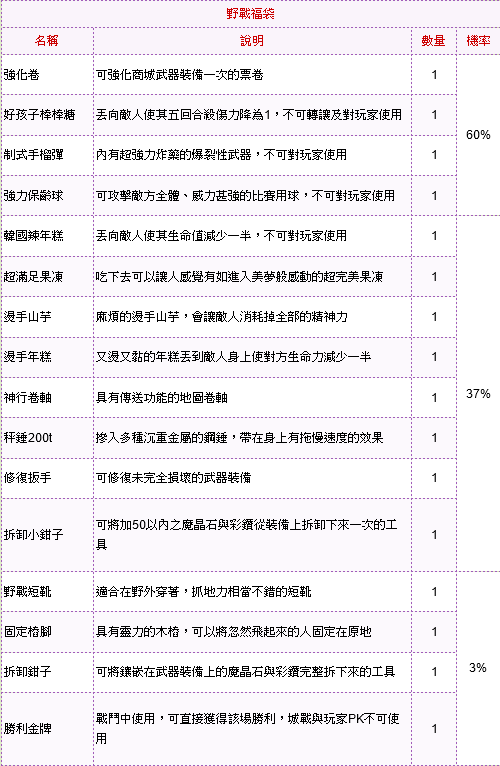 野戰福袋
名稱 說明 數量 機率
強化卷 可強化商城武器裝備一次的票卷 1
好孩子棒棒糖 丟向敵人使其五回合殺傷力降為1，不可轉讓及對玩家使用 1
60%
制式手榴彈 內有超強力炸藥的爆裂性武器，不可對玩家使用 1
強力保齡球 可攻擊敵方全體、威力甚強的比賽用球，不可對玩家使用 1
韓國辣年糕 丟向敵人使其生命值減少一半，不可對玩家使用 1
超滿足果凍 吃下去可以讓人感覺有如進入美夢般感動的超完美果凍 1
燙手山芋 麻煩的燙手山芋，會讓敵人消耗掉全部的精神力 1
燙手年糕 又燙又黏的年糕丟到敵人身上使對方生命力減少一半 1
37%
神行卷軸 具有傳送功能的地圖卷軸 1
秤錘200t 摻入多種沉重金屬的鋼錘，帶在身上有拖慢速度的效果 1
修復扳手 可修復未完全損壞的武器裝備 1
拆卸小鉗子 可將加50以內之魔晶石與彩鑽從裝備上拆卸下來一次的工
具 1
野戰短靴 適合在野外穿著，抓地力相當不錯的短靴 1
固定樁腳 具有靈力的木樁，可以將忽然飛起來的人固定在原地 1
拆卸鉗子 可將鑲嵌在武器裝備上的魔晶石與彩鑽完整拆下來的工具 1
3%
勝利金牌 戰鬥中使用，可直接獲得該場勝利，城戰與玩家PK不可使
用 1